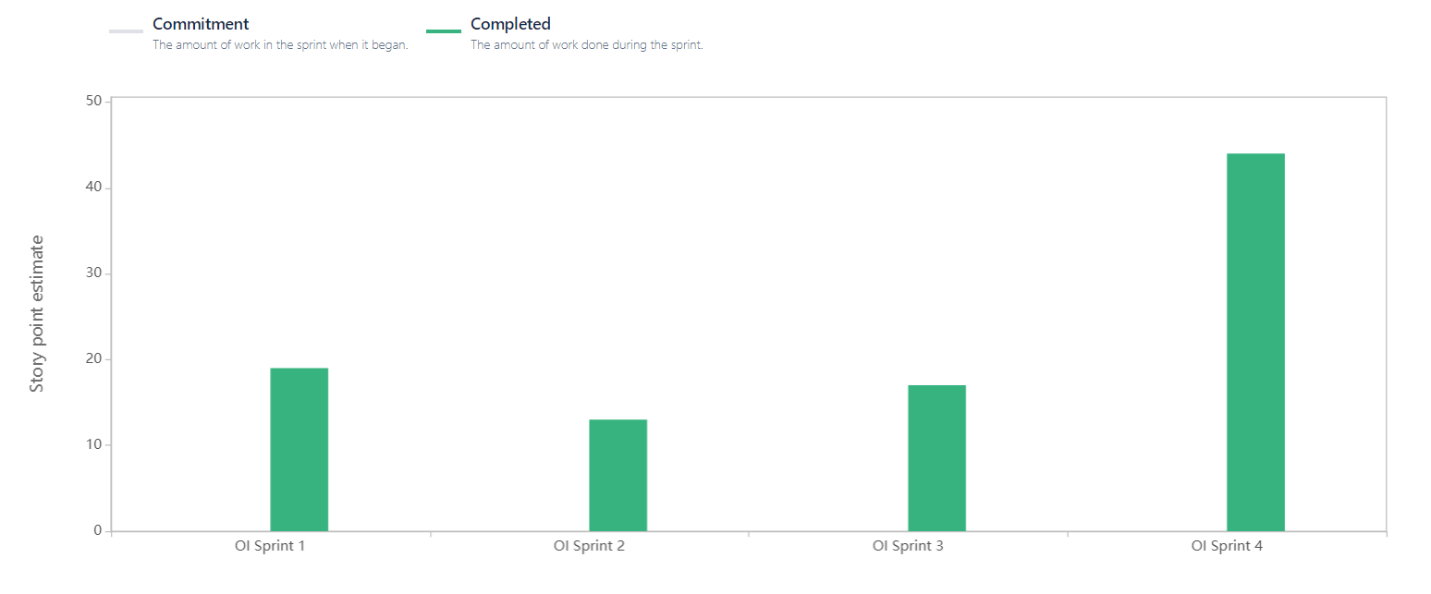 Commitment
The amount of work in the sprint when it began.
Completed
The amount of work done during the sprint.
Story point estimate
50
40
30
20
10
0
OI Sprint 1
OI Sprint 2
OI Sprint 3
OI Sprint 4